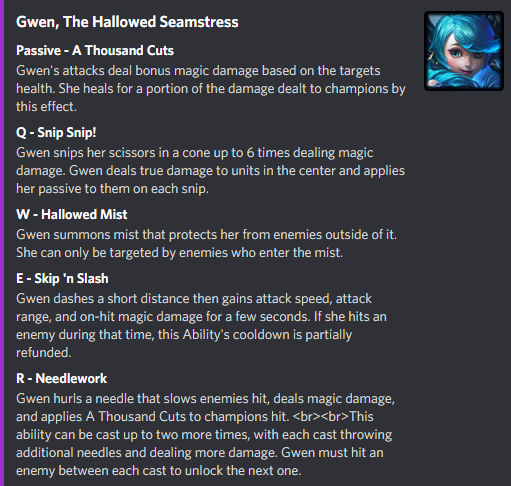 Gwen, The Hallowed Seamstress
Passive - A Thousand Cuts
Gwen's attacks deal bonus magic damage based on the targets
health. She heals for a portion of the damage dealt to champions by
this effect.
Q - Snip Snip!
Gwen snips her scissors in a cone up to 6 times dealing magic
damage. Gwen deals true damage to units in the center and applies
her passive to them on each snip.
W - Hallowed Mist
Gwen summons mist that protects her from enemies outside of it.
She can only be targeted by enemies who enter the mist.
E - Skip 'n Slash
Gwen dashes a short distance then gains attack speed, attack
range, and on-hit magic damage for a few seconds. If she hits an
enemy during that time, this Ability's cooldown is partially
refunded.
R - Needlework
Gwen hurls a needle that slows enemies hit, deals magic damage,
and applies A Thousand Cuts to champions hit. <br><br>This
ability can be cast up to two more times, with each cast throwing
additional needles and dealing more damage. Gwen must hit an
enemy between each cast to unlock the next one.